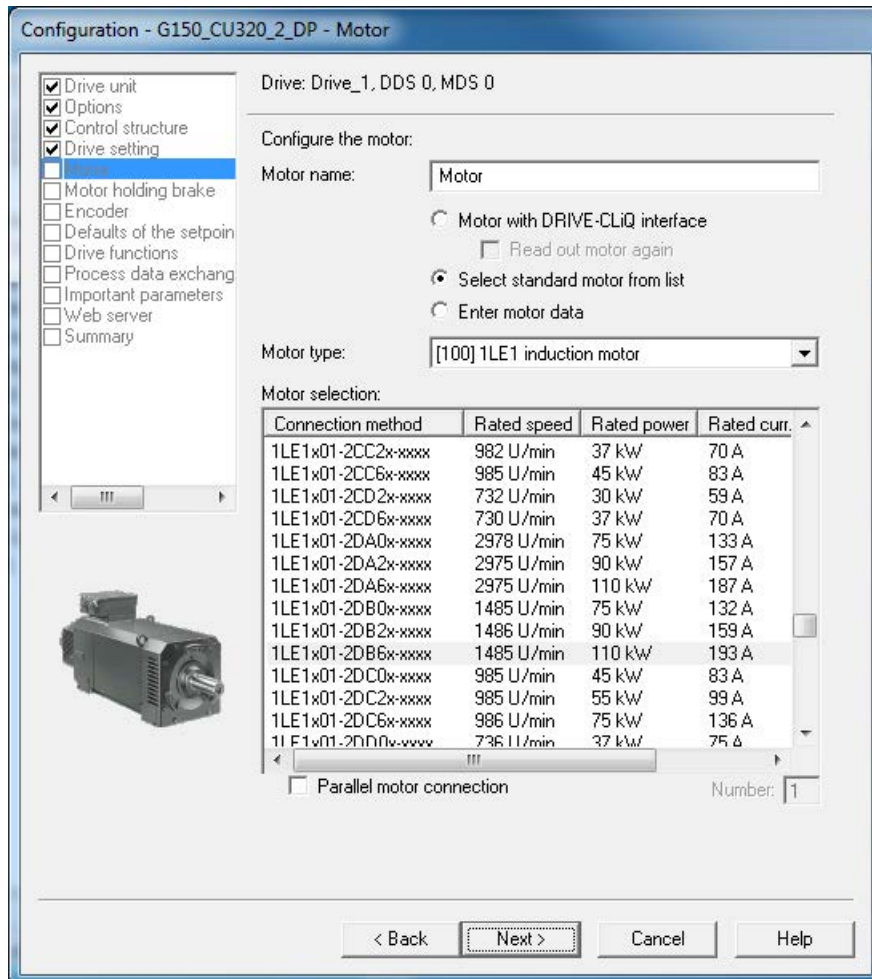 Configuration - G150_CU320_2_DP - Motor
Drive unit
Options
Control structure
Drive setting
Motor holding brake
Encoder
Defaults of the setpoin
Drive functions
Process data exchang
Important parameters
Web server
Summary
Drive: Drive_1, DDS 0, MDS 0
Configure the motor:
Motor name: Motor
Motor with DRIVE-CLiQ interface
Read out motor again
Select standard motor from list
Enter motor data
Motor type: [100] 1LE1 induction motor
Motor selection:
Connection method Rated speed Rated power Rated curr.
1LE1x01-2CC2x-xxxx 982 U/min 37 kW 70 A
1LE1x01-2CC6x-xxxx 985 U/min 45 kW 83 A
1LE1x01-2CD2x-xxxx 732 U/min 30 kW 59 A
1LE1x01-2CD6x-xxxx 730 U/min 37 kW 70 A
1LE1x01-2DA0x-xxxx 2978 U/min 75 kW 133 A
1LE1x01-2DA2x-xxxx 2975 U/min 90 kW 157 A
1LE1x01-2DA6x-xxxx 2975 U/min 110 kW 187 A
1LE1x01-2DB0x-xxxx 1485 U/min 75 kW 132 A
1LE1x01-2DB2x-xxxx 1486 U/min 90 kW 159 A
1LE1x01-2DB6x-xxxx 1485 U/min 110 kW 193 A
1LE1x01-2DC0x-xxxx 985 U/min 45 kW 83 A
1LE1x01-2DC2x-xxxx 985 U/min 55 kW 99 A
1LE1x01-2DC6x-xxxx 986 U/min 75 kW 136 A
1LE1x01-2DD0x-xxxx 736 U/min 37 kW 75 A
Parallel motor connection Number: 1
< Back Next > Cancel Help